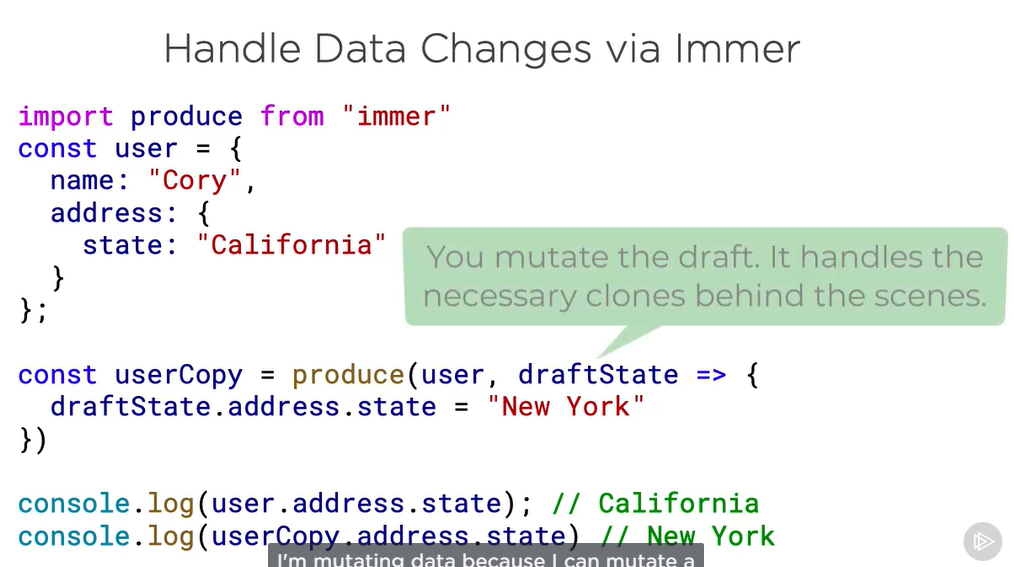 Handle Data Changes via Immer
import produce from "immer"
const user = {
  name: "Cory",
  address: {
    state: "California"
  }
};
You mutate the draft. It handles the
necessary clones behind the scenes.
const userCopy = produce(user, draftState => {
  draftState.address.state = "New York"
})
console.log(user.address.state); // California
console.log(userCopy.address.state) // New York
I'm mutating data because I can mutate a